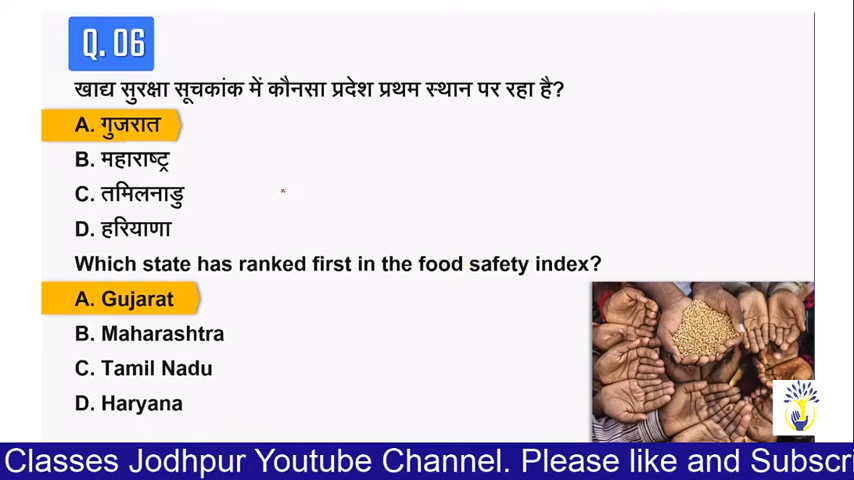 Q. 06
खाद्य सुरक्षा सूचकांक में कौनसा प्रदेश प्रथम स्थान पर रहा है?
A. गुजरात
B. महाराष्ट्र
C. तमिलनाडु
D. हरियाणा
Which state has ranked first in the food safety index?
A. Gujarat
B. Maharashtra
C. Tamil Nadu
D. Haryana
Classes Jodhpur Youtube Channel. Please like and Subscri